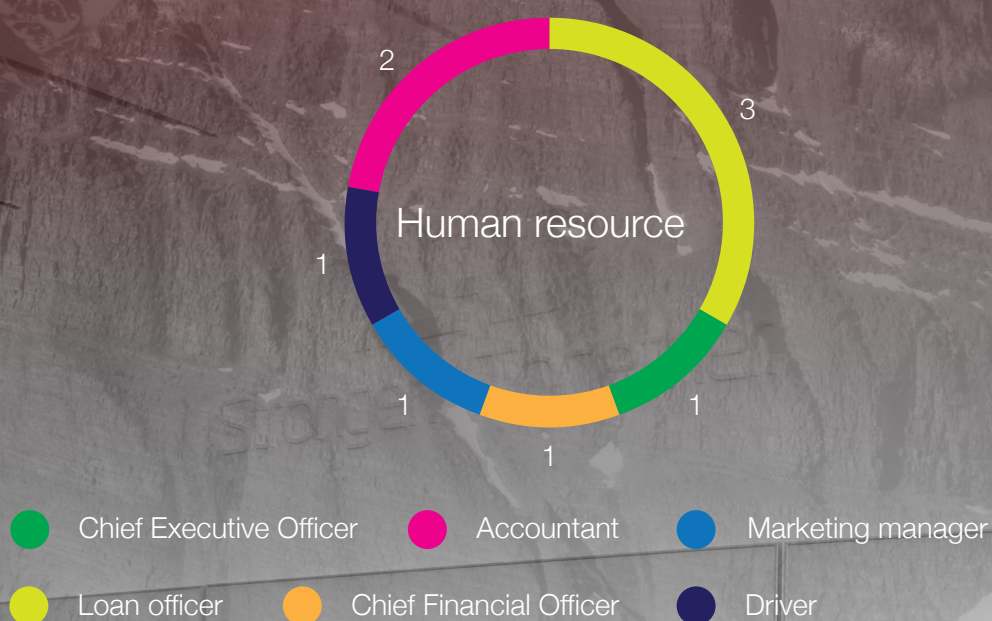 2
3
Human resource
1
1
1
1
Chief Executive Officer
Accountant
Marketing manager
Loan officer
Chief Financial Officer
Driver